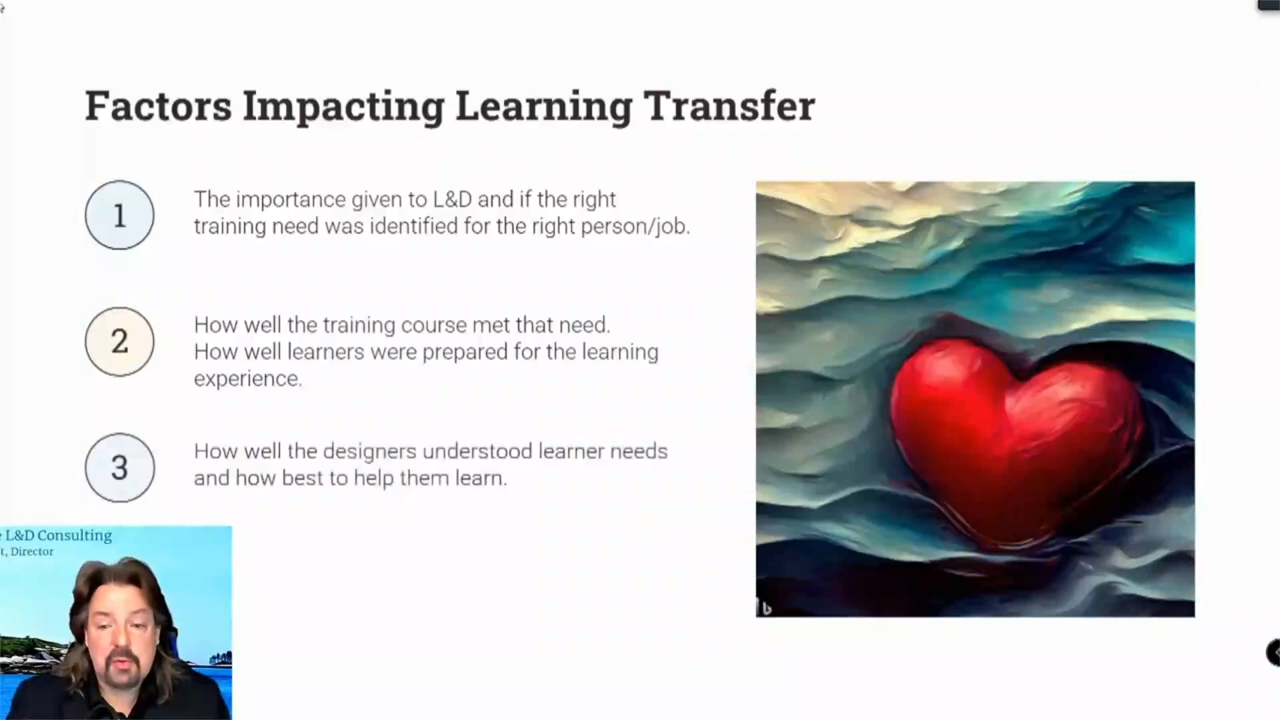 Factors Impacting Learning Transfer
1
The importance given to L&D and if the right
training need was identified for the right person/job.
2
How well the training course met that need.
How well learners were prepared for the learning
experience.
3
How well the designers understood learner needs
and how best to help them learn.
L&D Consulting
t, Director
b